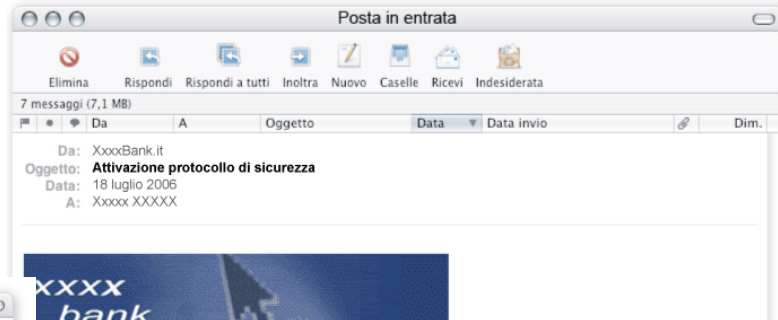 Posta in entrata
Elimina Rispondi Rispondi a tutti Inoltra Nuovo Caselle Ricevi Indesiderata
7 messaggi (7,1 MB)
Da A Oggetto Data Data invio Dim.
Da: XxxxBank.it
Oggetto: Attivazione protocollo di sicurezza
Data: 18 luglio 2006
A: Xxxxx XXXXX
xxxx
bank